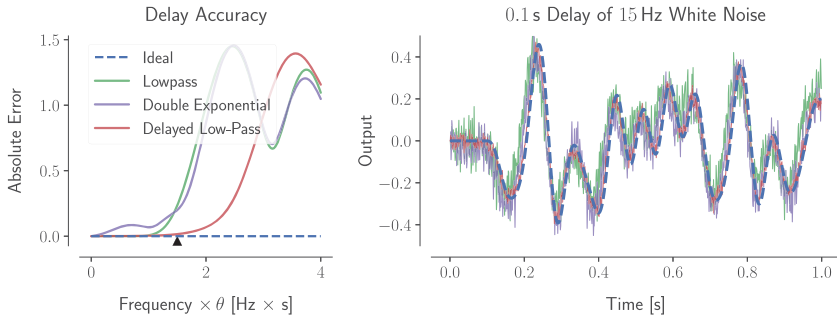 Delay Accuracy
1.5
1.0
0.5
0.0
Absolute Error
Ideal
Lowpass
Double Exponential
Delayed Low-Pass
0
2
4
Frequency × θ [Hz × s]
0.1 s Delay of 15 Hz White Noise
0.4
0.2
0.0
−0.2
−0.4
Output
0.0
0.2
0.4
0.6
0.8
1.0
Time [s]